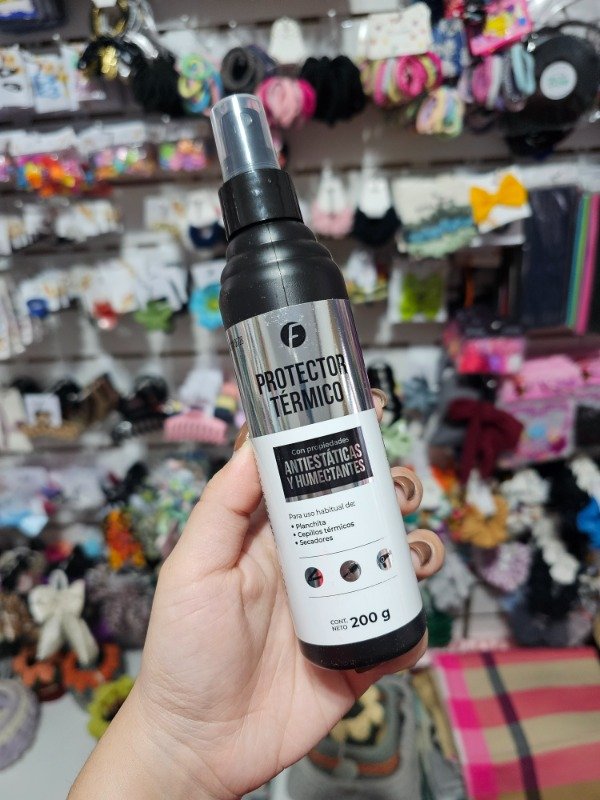 F
PROTECTOR
TÉRMICO
Con propiedades
ANTIESTÁTICAS
Y HUMECTANTES
Para uso habitual de:
• Planchita
• Cepillos térmicos
• Secadores
CONT.
NETO 200 g